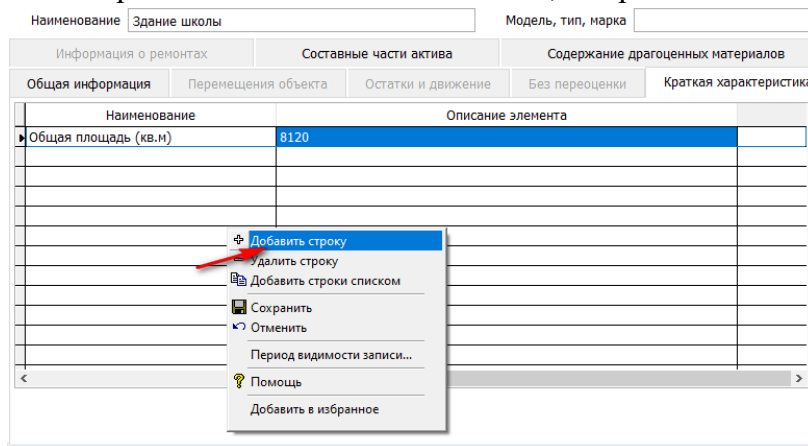 Наименование Здание школы Модель, тип, марка
Информация о ремонтах Составные части актива Содержание драгоценных материалов
Общая информация Перемещения объекта Остатки и движение Без переоценки Краткая характеристика
Наименование Описание элемента
Общая площадь (кв.м) 8120
Добавить строку
Удалить строку
Добавить строки списком
Сохранить
Отменить
Период видимости записи...
Помощь
Добавить в избранное